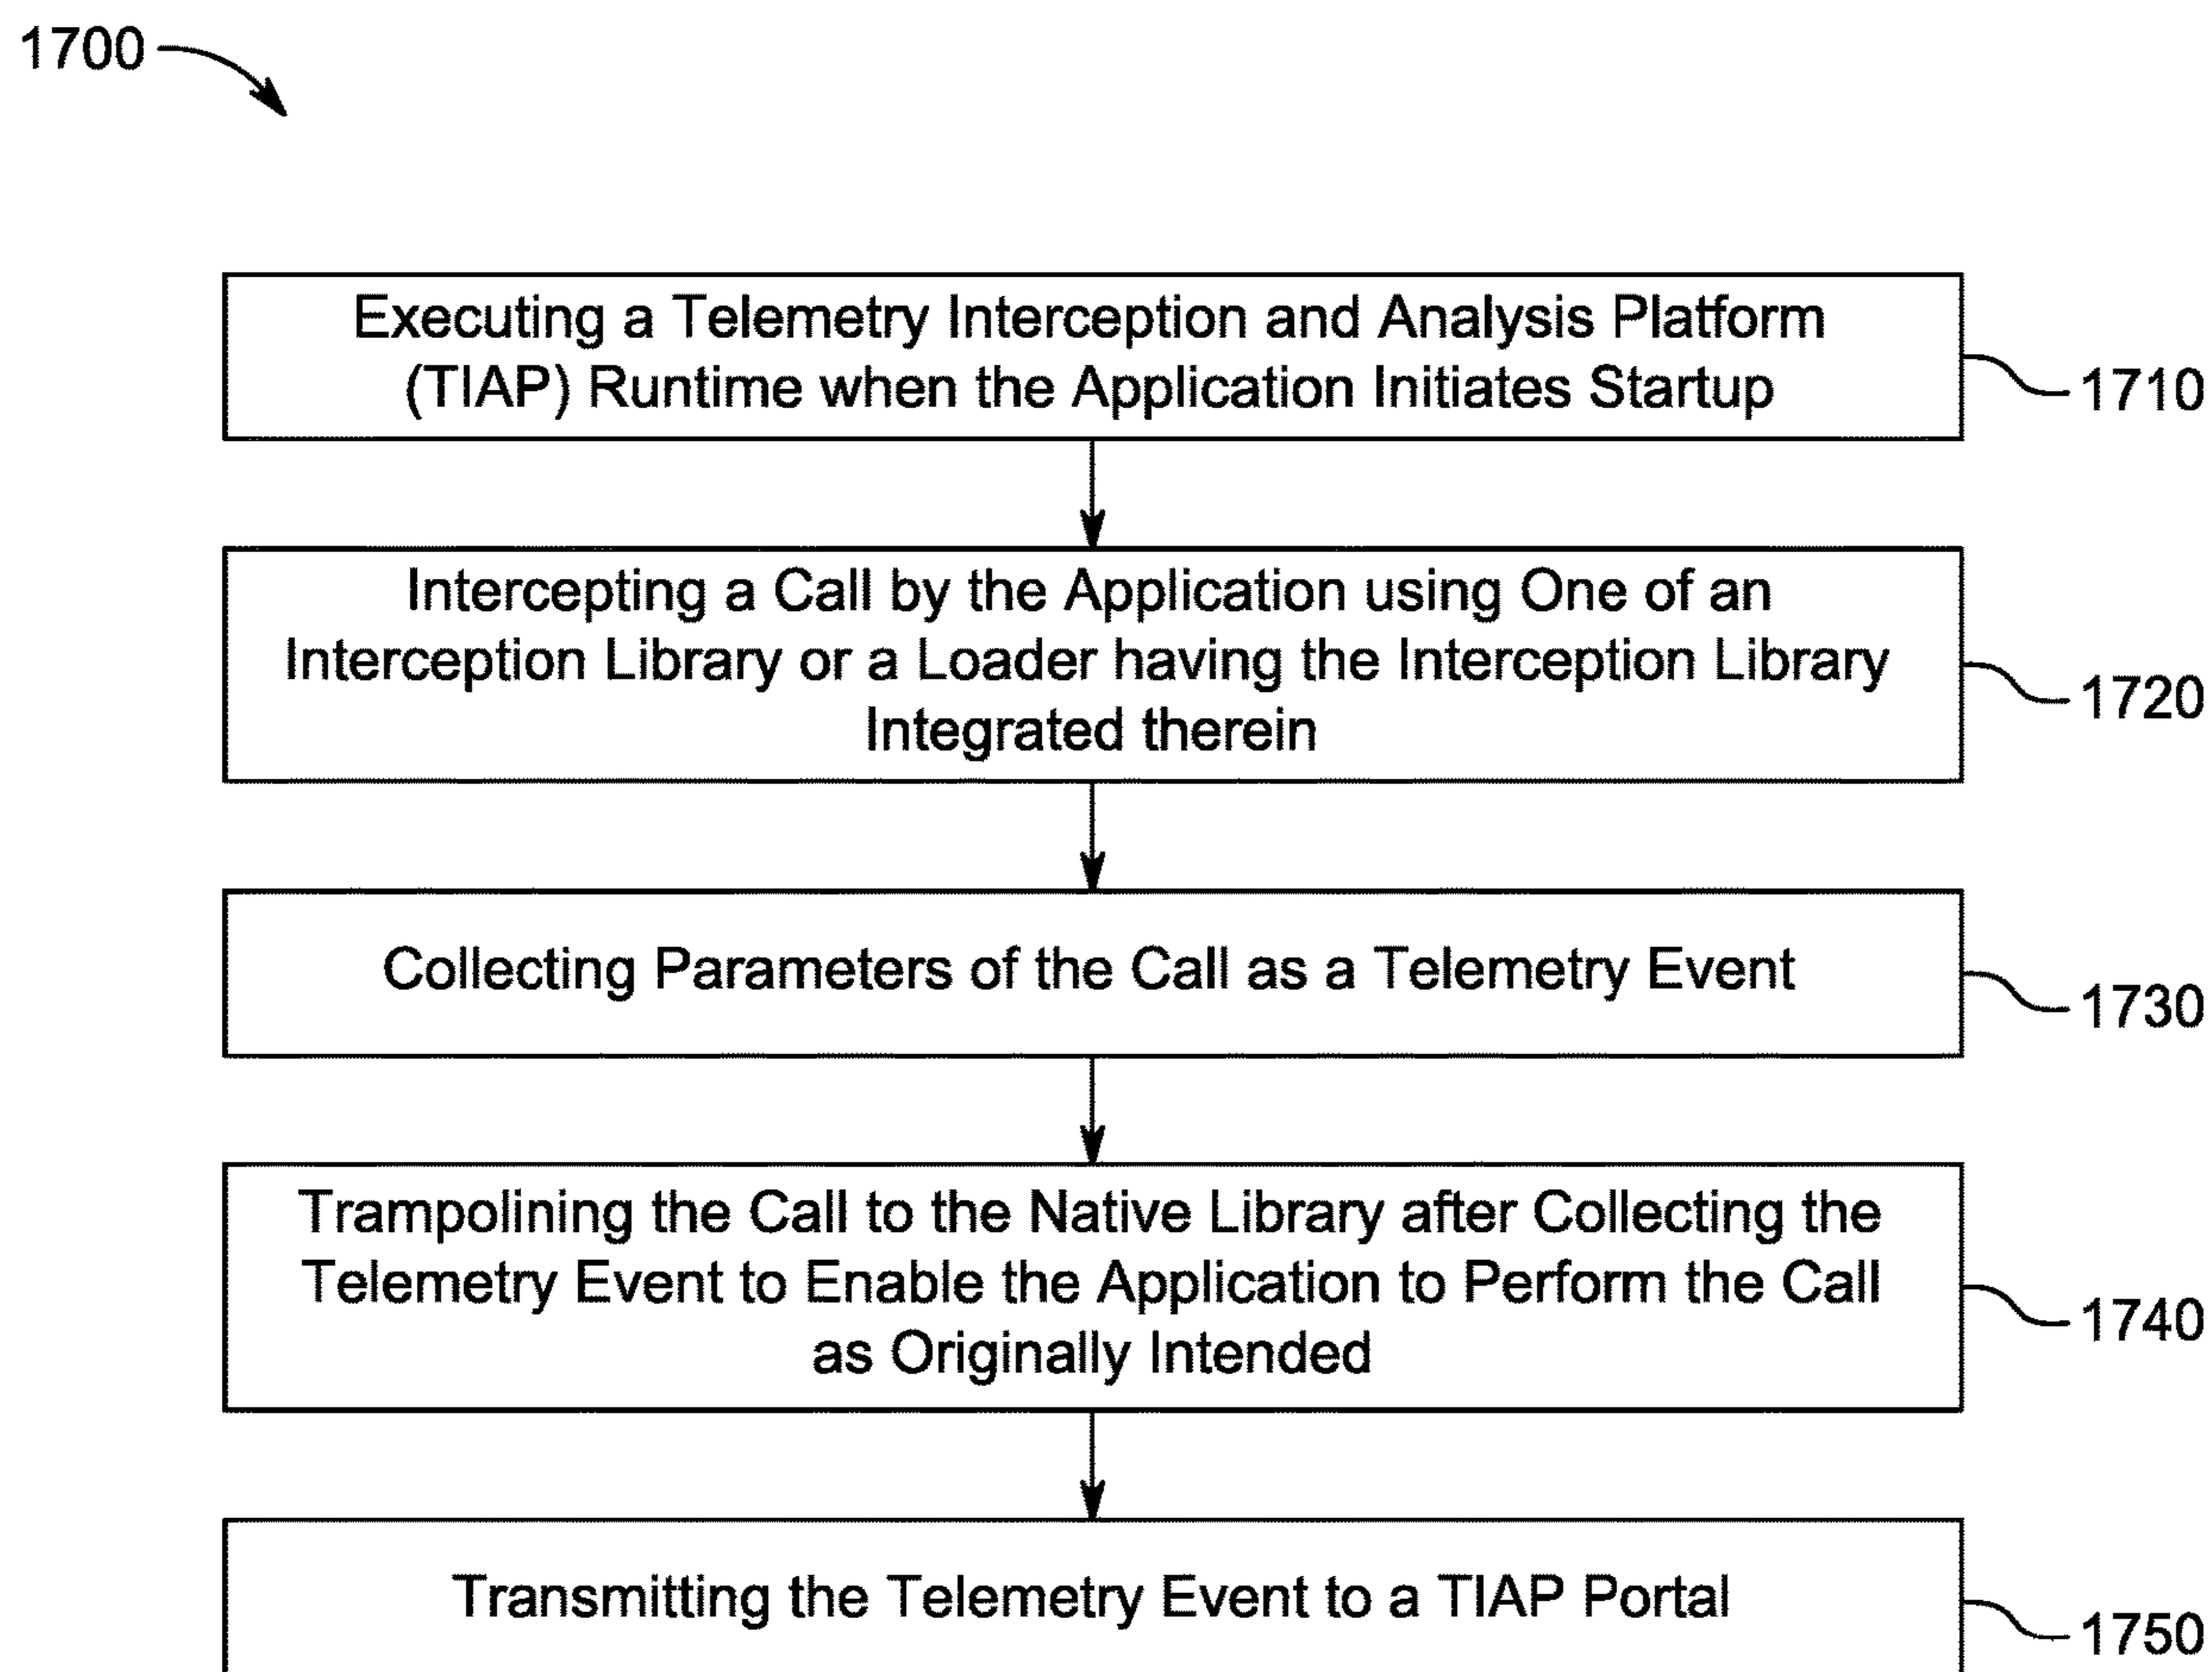 1700
Executing a Telemetry Interception and Analysis Platform
(TIAP) Runtime when the Application Initiates Startup
1710
Intercepting a Call by the Application using One of an
Interception Library or a Loader having the Interception Library
Integrated therein
1720
Collecting Parameters of the Call as a Telemetry Event
1730
Trampolining the Call to the Native Library after Collecting the
Telemetry Event to Enable the Application to Perform the Call
as Originally Intended
1740
Transmitting the Telemetry Event to a TIAP Portal
1750